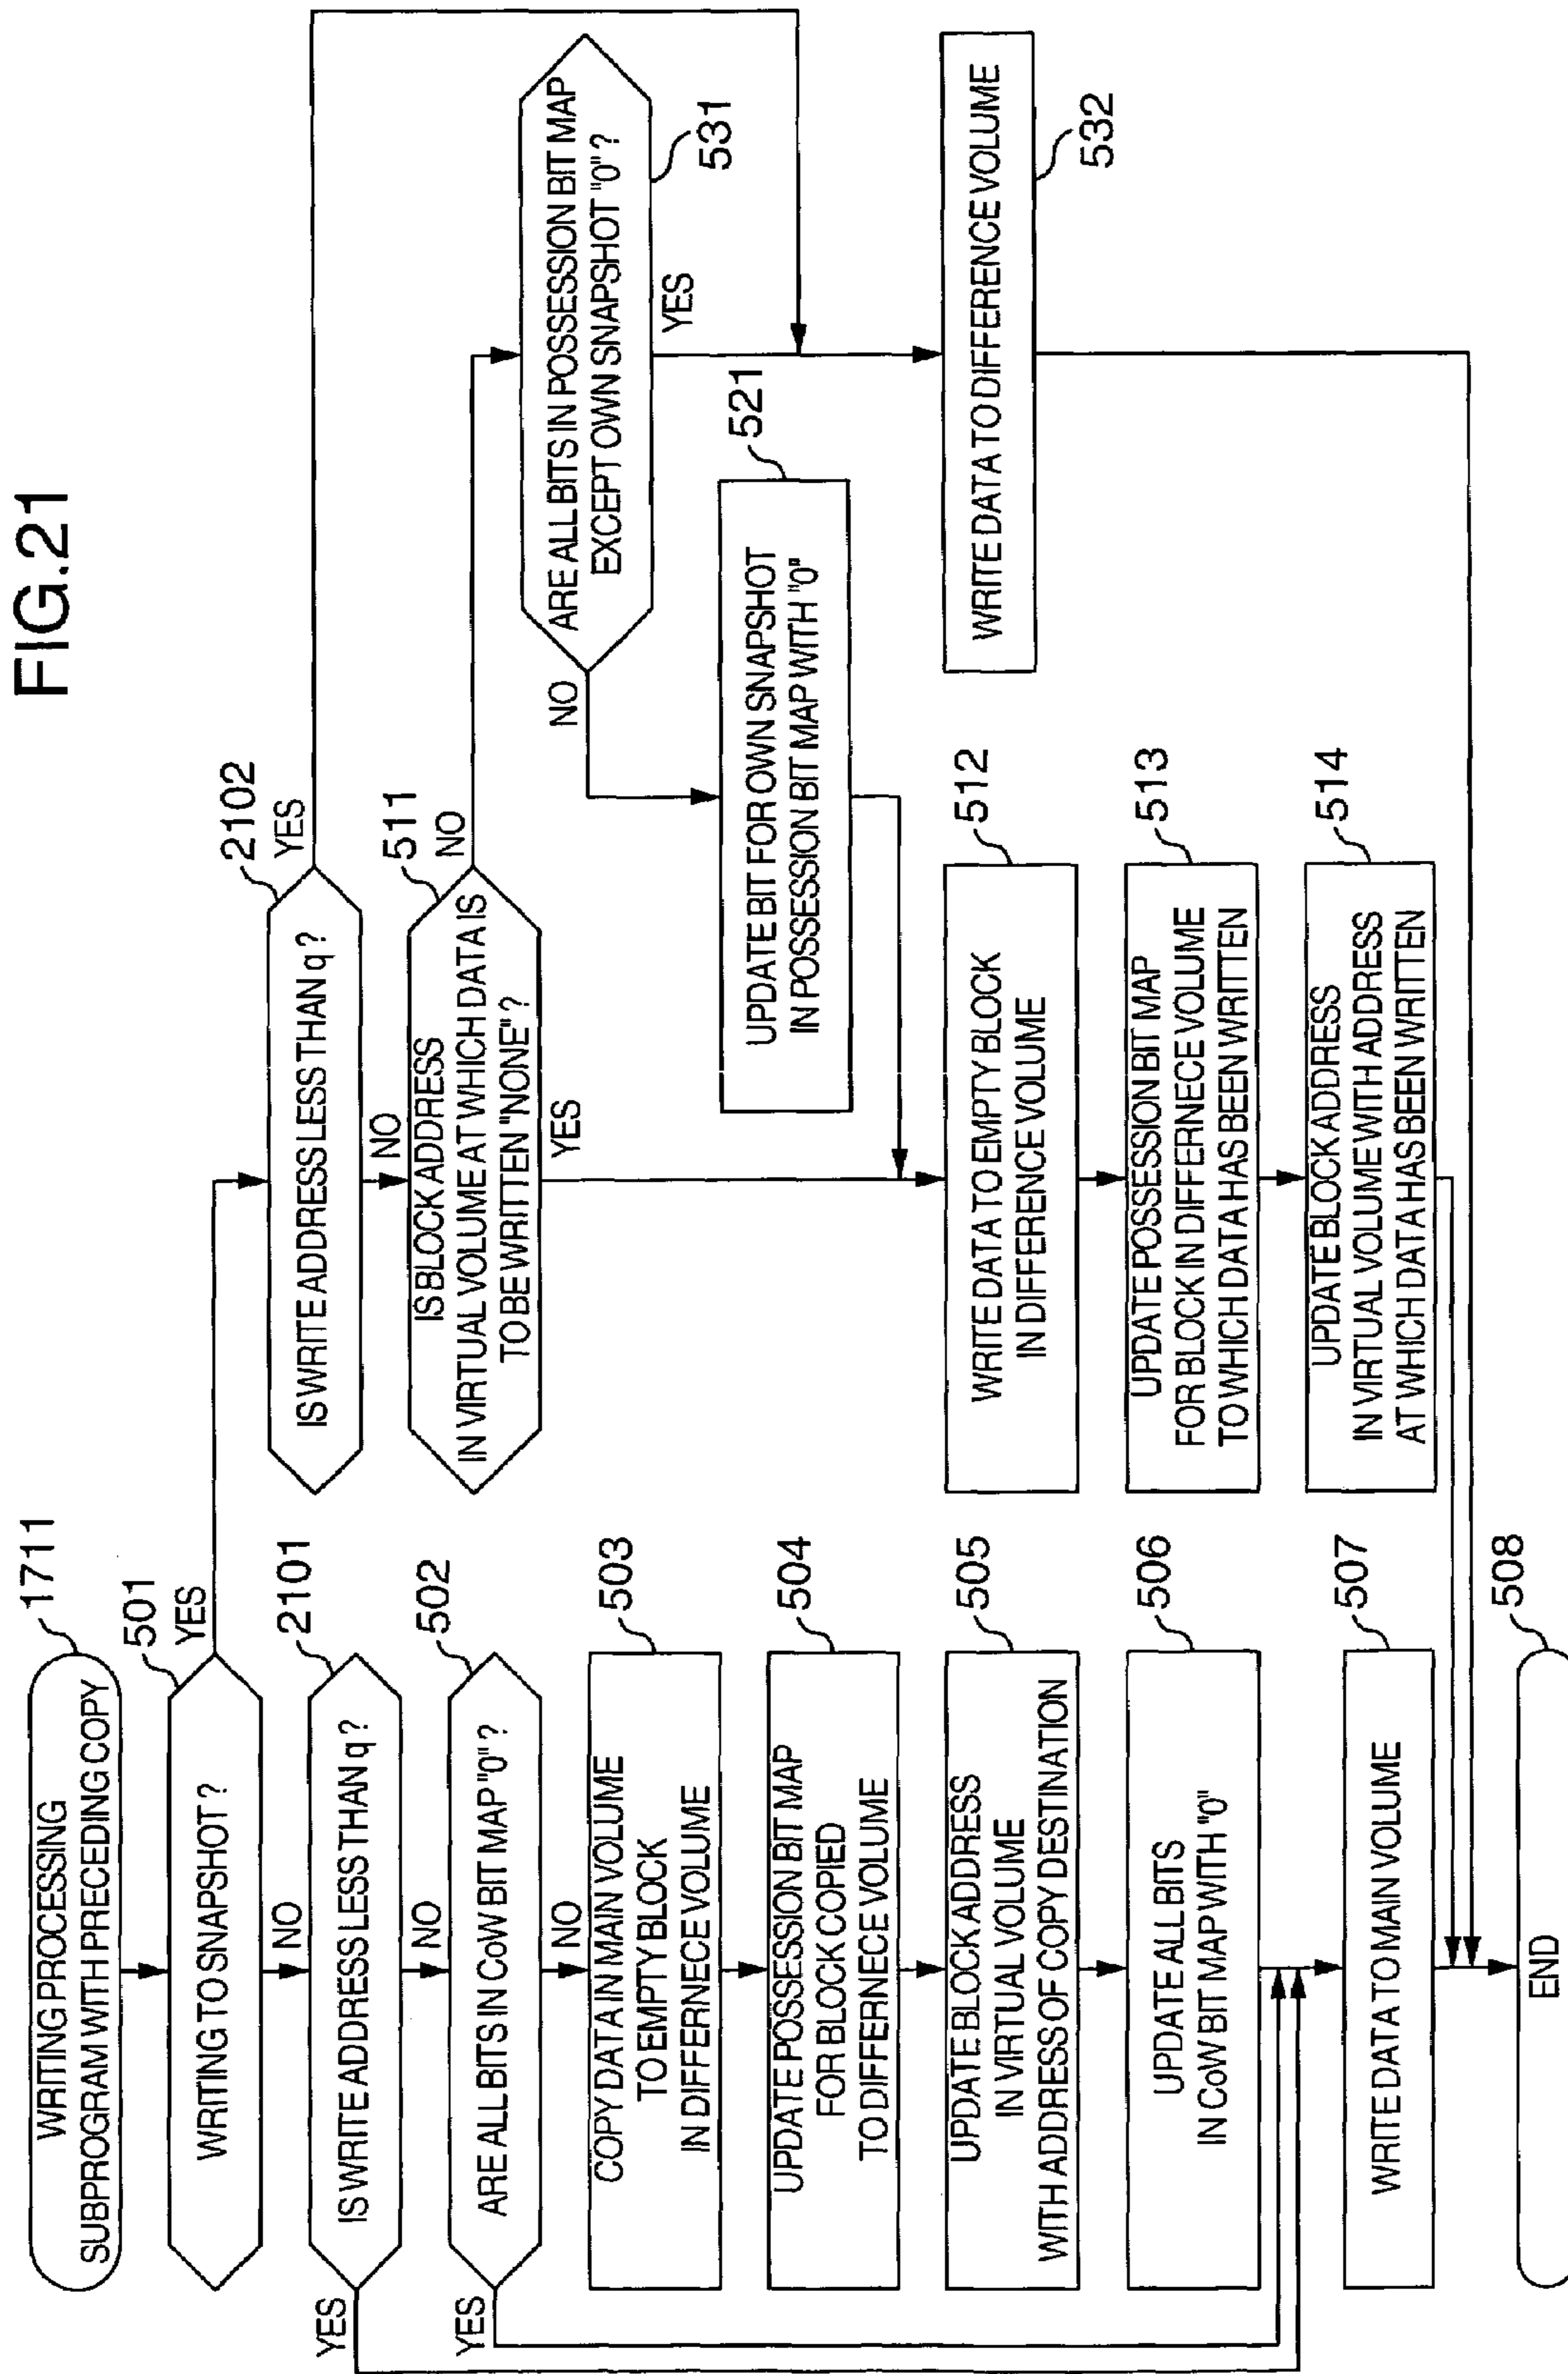 FIG.21
WRITING PROCESSING
SUBPROGRAM WITH PRECEDING COPY
1711
501
WRITING TO SNAPSHOT ?
YES
NO
2101
IS WRITE ADDRESS LESS THAN q ?
YES
NO
502
ARE ALL BITS IN CoW BIT MAP "0" ?
YES
NO
503
COPY DATA IN MAIN VOLUME
TO EMPTY BLOCK
IN DIFFERNECE VOLUME
504
UPDATE POSSESSION BIT MAP
FOR BLOCK COPIED
TO DIFFERNECE VOLUME
505
UPDATE BLOCK ADDRESS
IN VIRTUAL VOLUME
WITH ADDRESS OF COPY DESTINATION
506
UPDATE ALL BITS
IN CoW BIT MAP WITH "0"
507
WRITE DATA TO MAIN VOLUME
508
END
2102
IS WRITE ADDRESS LESS THAN q ?
YES
NO
511
IS BLOCK ADDRESS
IN VIRTUAL VOLUME AT WHICH DATA IS
TO BE WRITTEN "NONE" ?
NO
YES
ARE ALL BITS IN POSSESSION BIT MAP
EXCEPT OWN SNAPSHOT "0" ?
531
NO
YES
521
UPDATE BIT FOR OWN SNAPSHOT
IN POSSESSION BIT MAP WITH "0"
512
WRITE DATA TO EMPTY BLOCK
IN DIFFERENCE VOLUME
513
UPDATE POSSESSION BIT MAP
FOR BLOCK IN DIFFERNECE VOLUME
TO WHICH DATA HAS BEEN WRITTEN
514
UPDATE BLOCK ADDRESS
IN VIRTUAL VOLUME WITH ADDRESS
AT WHICH DATA HAS BEEN WRITTEN
WRITE DATA TO DIFFERENCE VOLUME
532